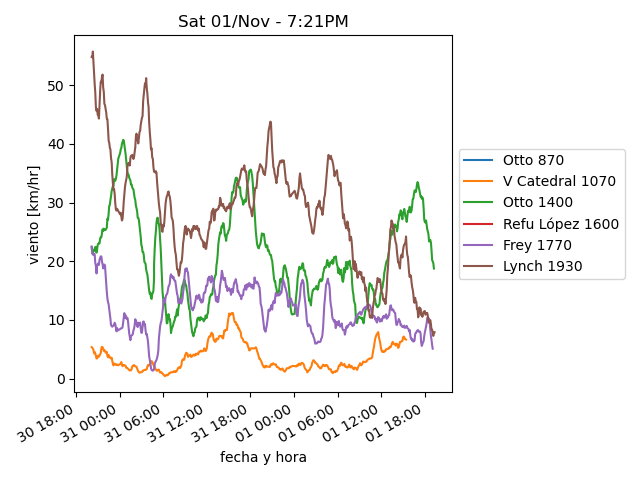 Sat 01/Nov - 7:21PM
viento [km/hr]
50
40
30
20
10
0
30 18:00
31 00:00
31 06:00
31 12:00
31 18:00
01 00:00
01 06:00
01 12:00
01 18:00
fecha y hora
Otto 870
V Catedral 1070
Otto 1400
Refu López 1600
Frey 1770
Lynch 1930